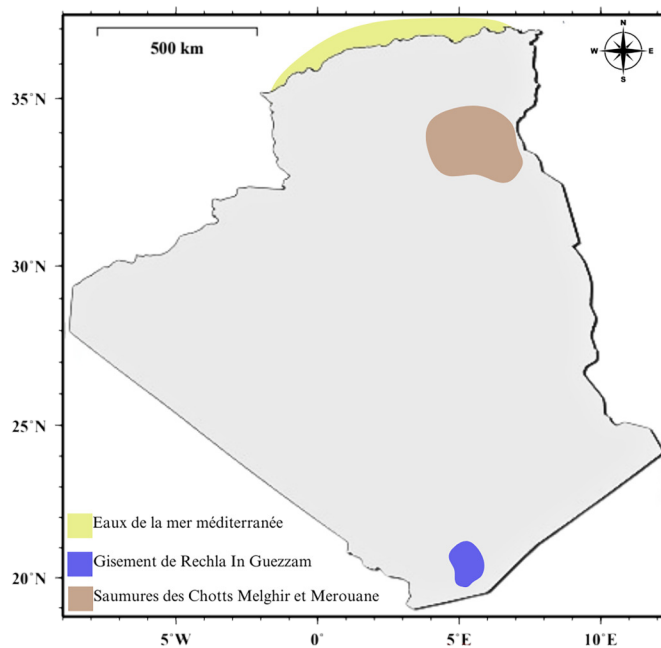 N
W E
S
500 km
35°N
30°N
25°N
20°N
Eaux de la mer méditerranée
Gisement de Rechla In Guezzam
Saumures des Chotts Melghir et Merouane
5°W 0° 5°E 10°E